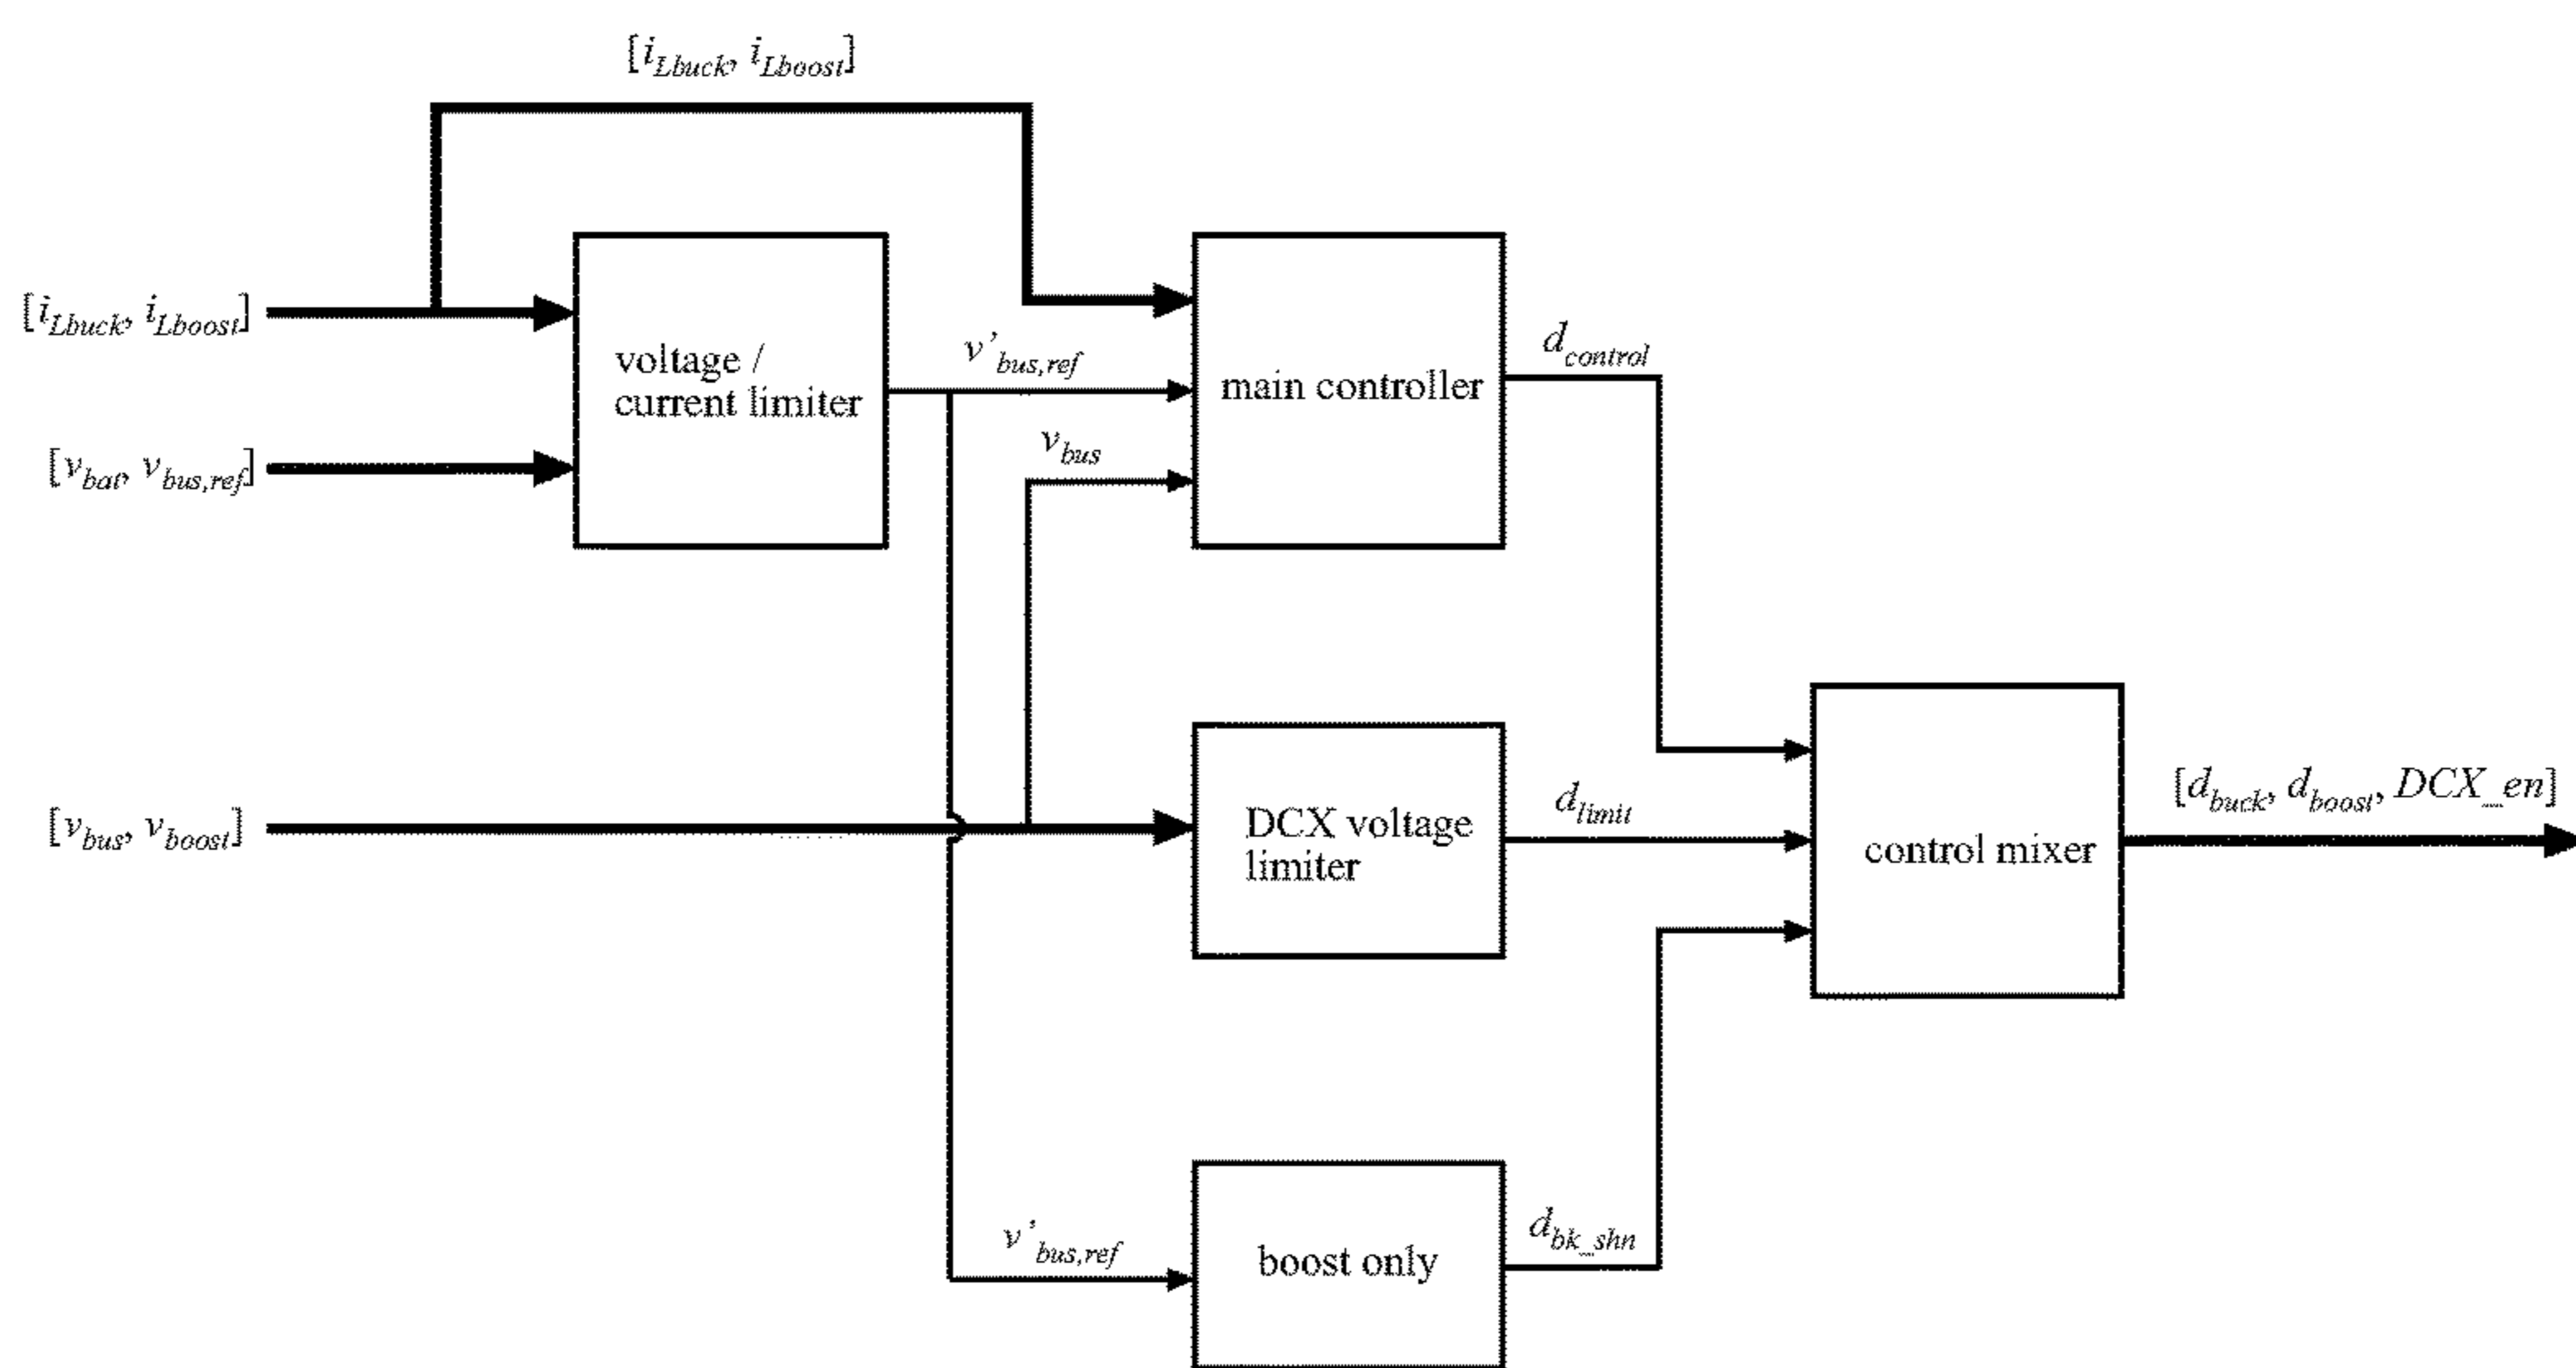 [i_Lbuck, i_Lboost]
[i_Lbuck, i_Lboost]
voltage /
current limiter
v'_bus,ref
main controller
d_control
[v_bat, v_bus,ref]
v_bus
[v_bus, v_boost]
DCX voltage
limiter
d_limit
control mixer
[d_buck, d_boost, DCX_en]
v'_bus,ref
boost only
d_bk_shn